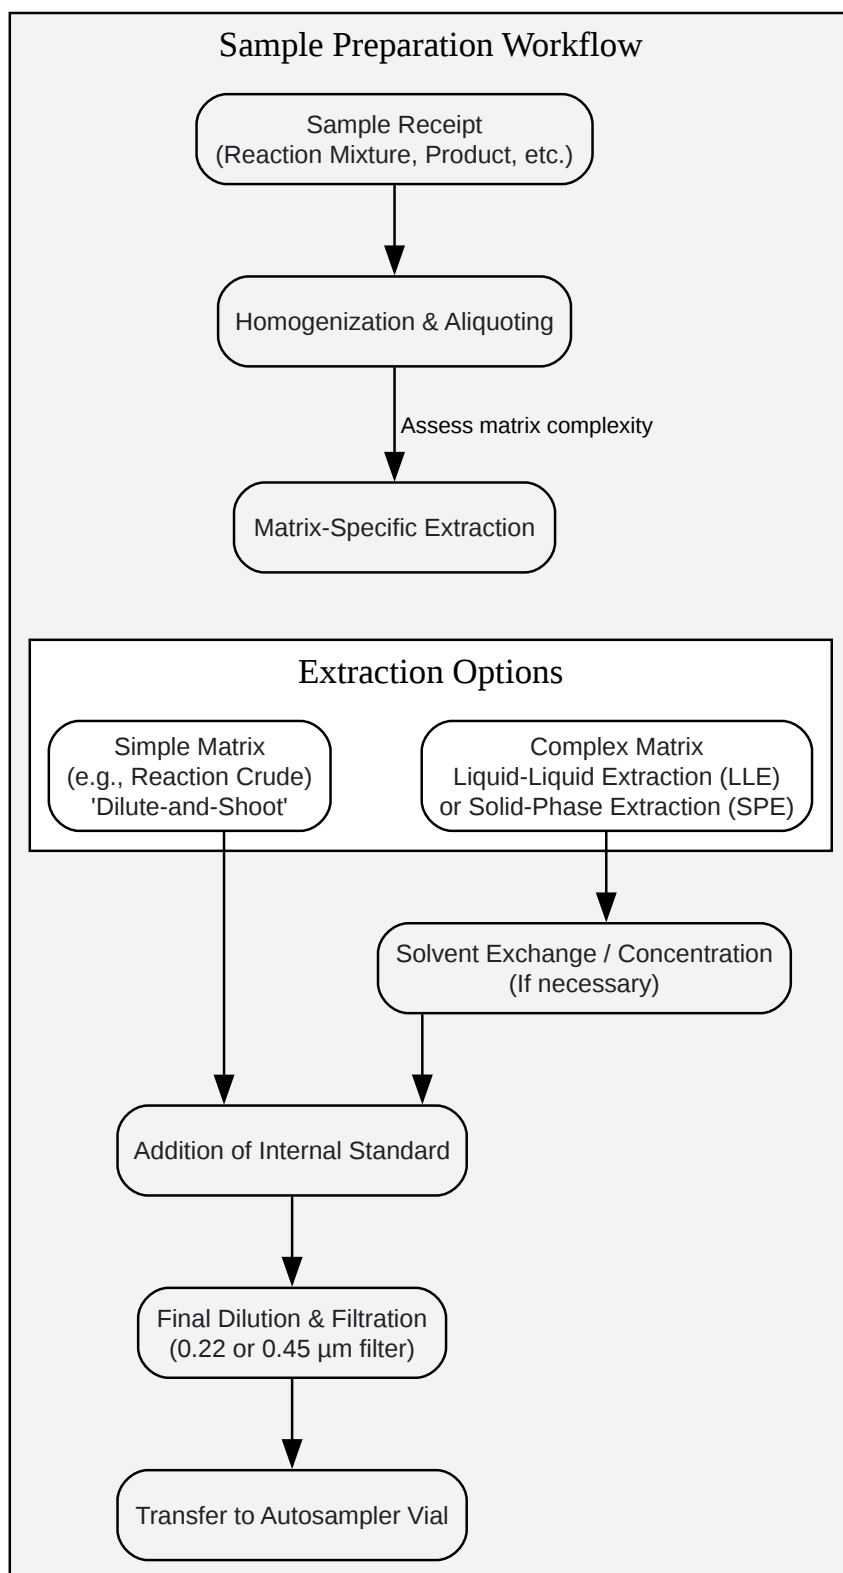 Sample Preparation Workflow
Sample Receipt
(Reaction Mixture, Product, etc.)
Homogenization & Aliquoting
Assess matrix complexity
Matrix-Specific Extraction
Extraction Options
Simple Matrix
(e.g., Reaction Crude)
'Dilute-and-Shoot'
Complex Matrix
Liquid-Liquid Extraction (LLE)
or Solid-Phase Extraction (SPE)
Solvent Exchange / Concentration
(If necessary)
Addition of Internal Standard
Final Dilution & Filtration
(0.22 or 0.45 µm filter)
Transfer to Autosampler Vial